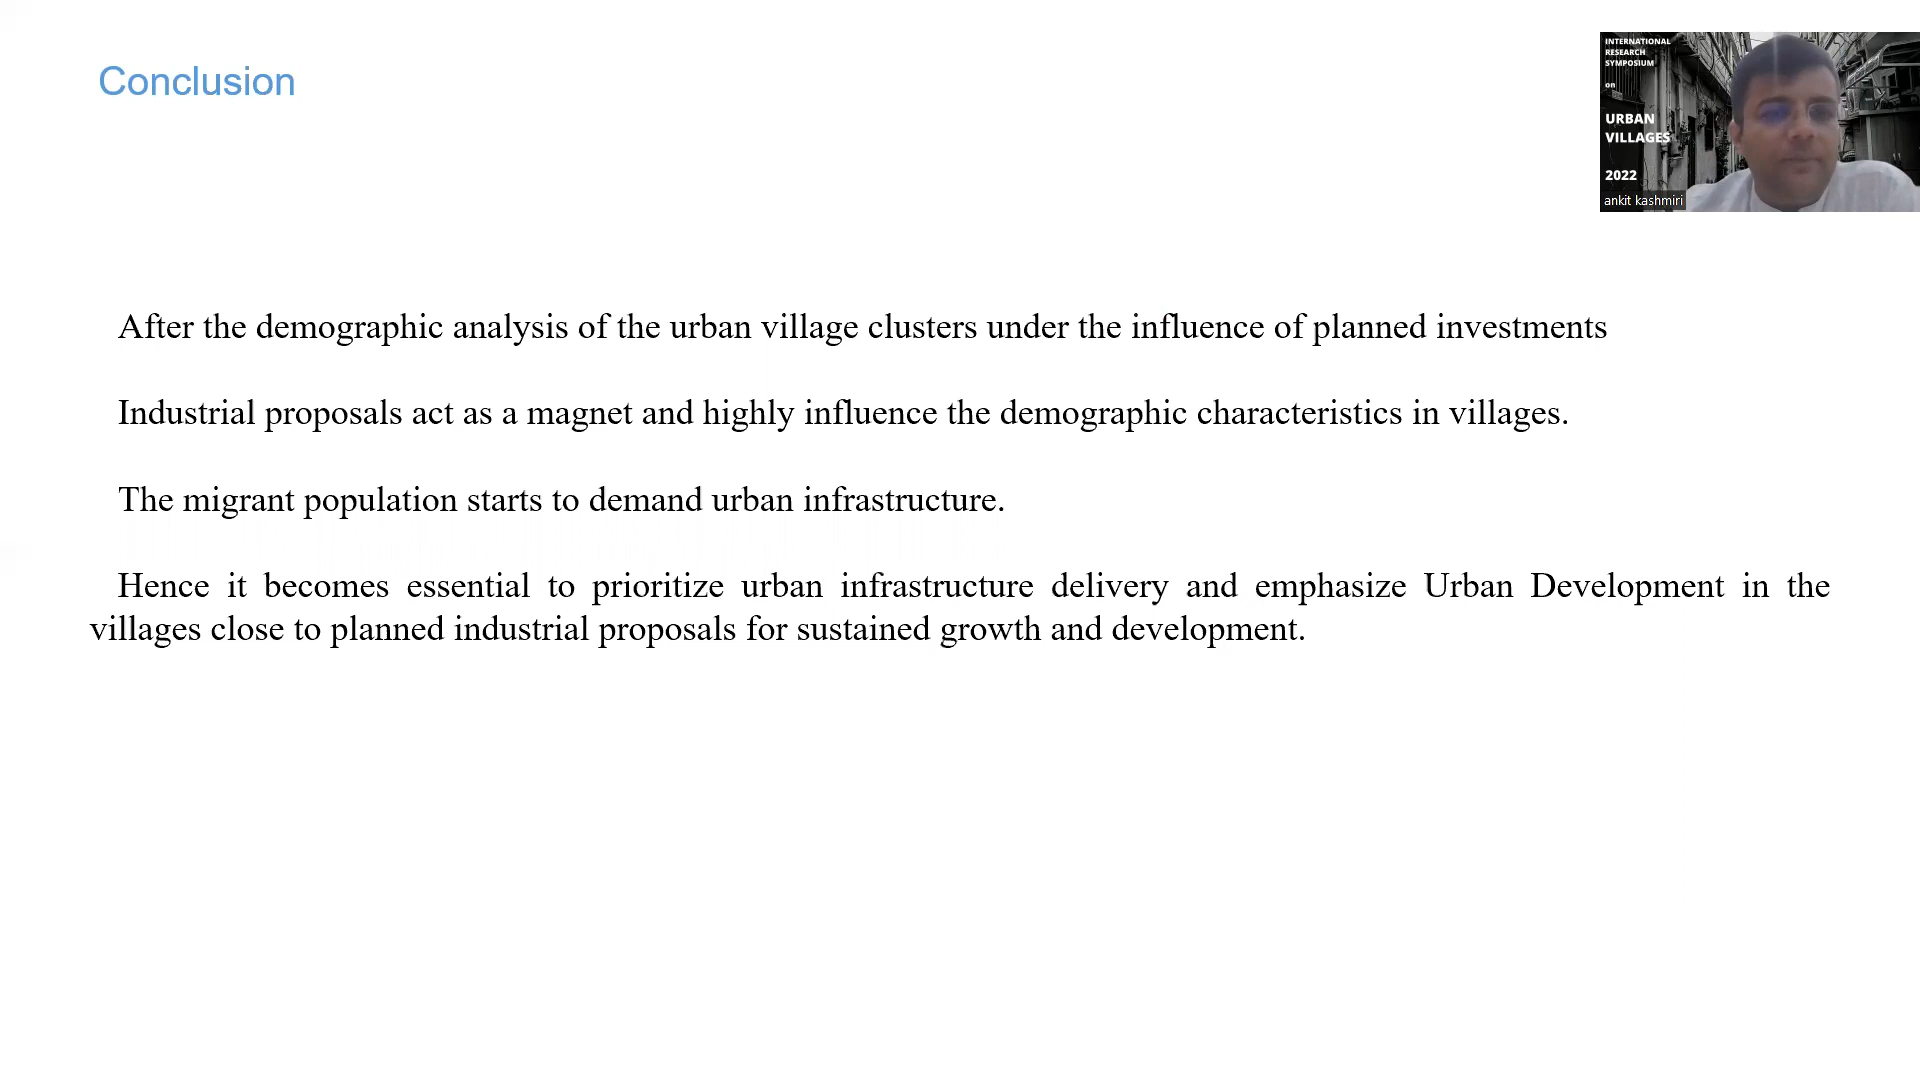 Conclusion
INTERNATIONAL
RESEARCH
SYMPOSIUM
on
URBAN
VILLAGES
2022
ankit kashmiri
After the demographic analysis of the urban village clusters under the influence of planned investments
Industrial proposals act as a magnet and highly influence the demographic characteristics in villages.
The migrant population starts to demand urban infrastructure.
Hence it becomes essential to prioritize urban infrastructure delivery and emphasize Urban Development in the
villages close to planned industrial proposals for sustained growth and development.